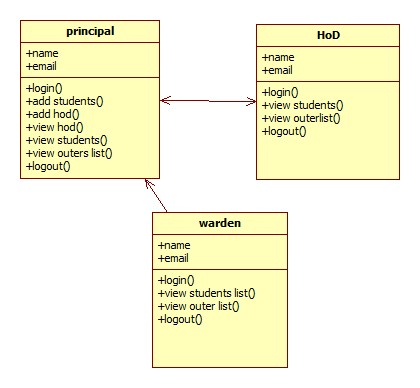 principal
+name
+email
+login()
+add students()
+add hod()
+view hod()
+view students()
+view outers list()
+logout()
HoD
+name
+email
+login()
+view students()
+view outerlist()
+logout()
warden
+name
+email
+login()
+view students list()
+view outer list()
+logout()